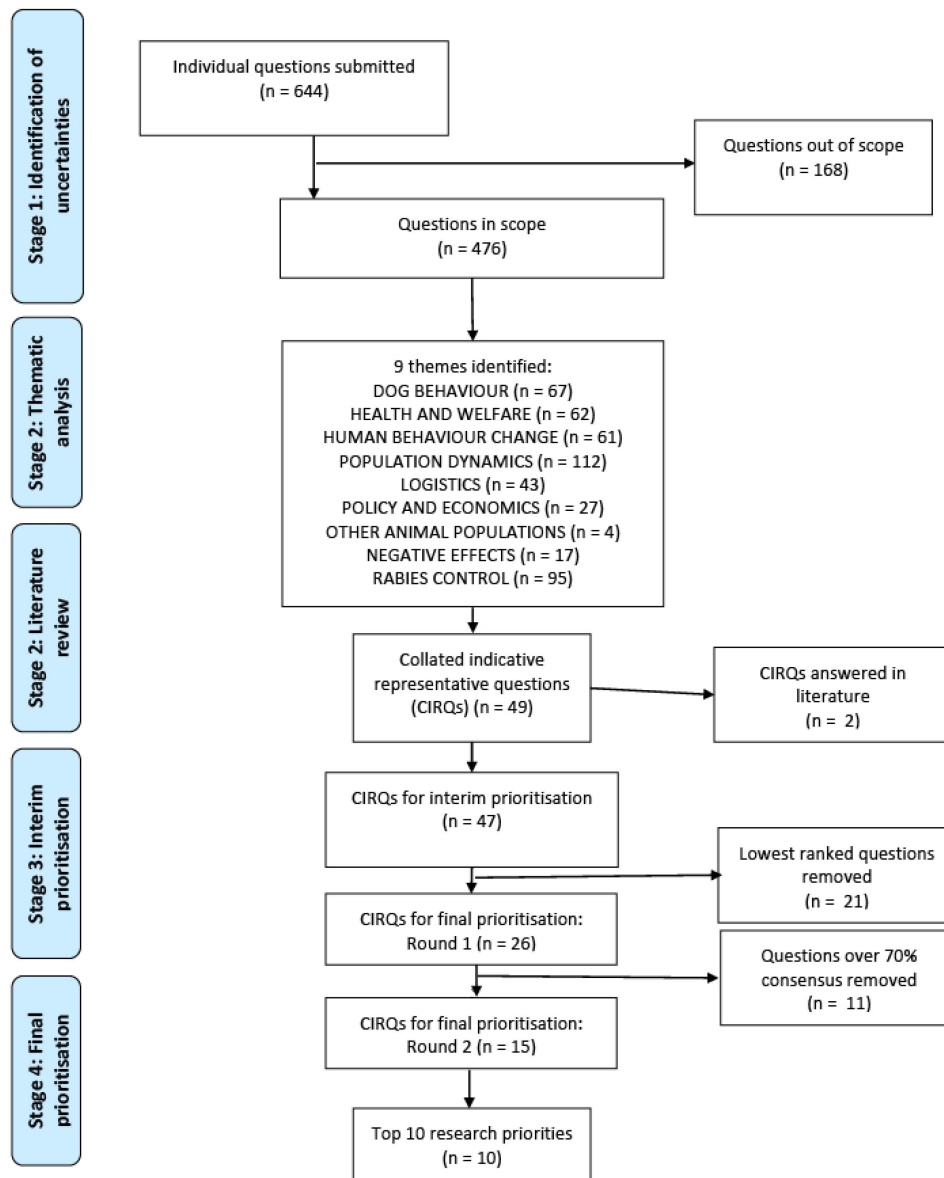 Stage 1: Identification of
uncertainties
Individual questions submitted
(n = 644)
Questions out of scope
(n = 168)
Questions in scope
(n = 476)
Stage 2: Thematic
analysis
9 themes identified:
DOG BEHAVIOUR (n = 67)
HEALTH AND WELFARE (n = 62)
HUMAN BEHAVIOUR CHANGE (n = 61)
POPULATION DYNAMICS (n = 112)
LOGISTICS (n = 43)
POLICY AND ECONOMICS (n = 27)
OTHER ANIMAL POPULATIONS (n = 4)
NEGATIVE EFFECTS (n = 17)
RABIES CONTROL (n = 95)
Stage 2: Literature
review
Collated indicative
representative questions
(CIRQs) (n = 49)
CIRQs answered in
literature
(n =  2)
Stage 3: Interim
prioritisation
CIRQs for interim prioritisation
(n = 47)
Lowest ranked questions
removed
(n =  21)
CIRQs for final prioritisation:
Round 1 (n = 26)
Questions over 70%
consensus removed
(n =  11)
Stage 4: Final
prioritisation
CIRQs for final prioritisation:
Round 2 (n = 15)
Top 10 research priorities
(n = 10)